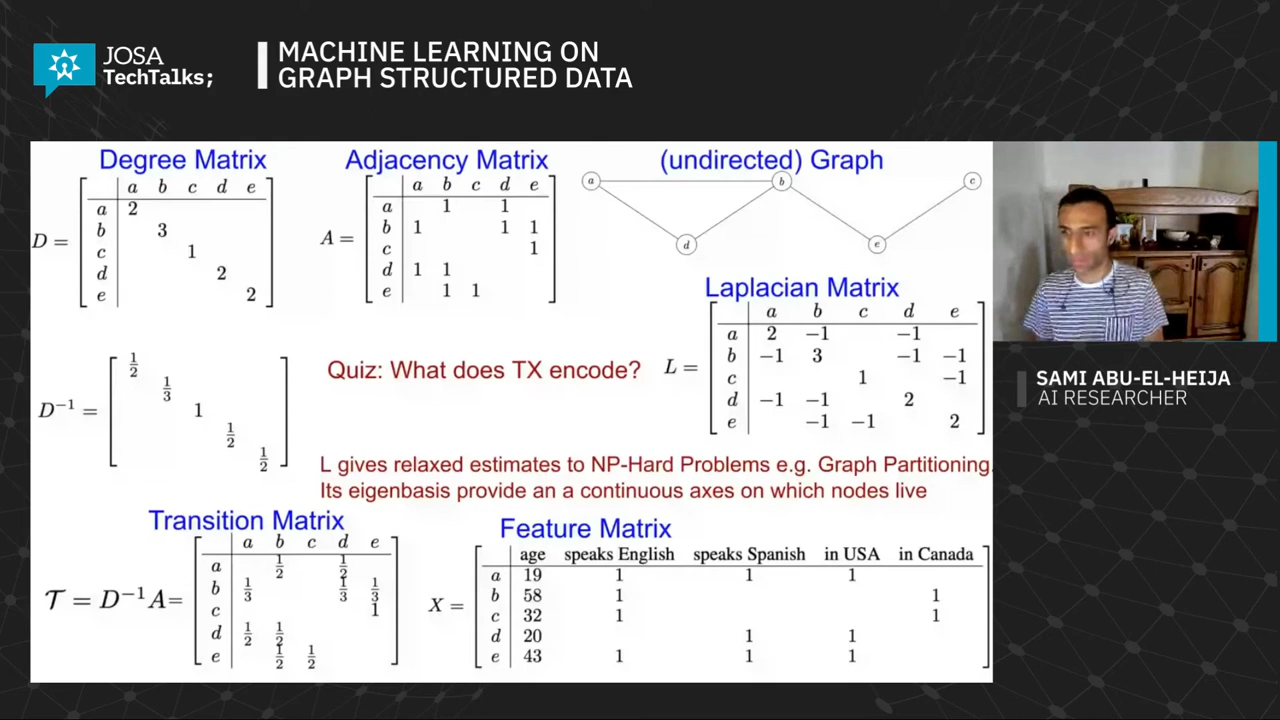 JOSA
TechTalks;
MACHINE LEARNING ON
GRAPH STRUCTURED DATA
Degree Matrix
a b c d e
a 2
b 3
c 1
d 2
e 2
D =
Adjacency Matrix
a b c d e
a 1 1
b 1 1 1
c 1
d 1 1
e 1 1
A =
(undirected) Graph
a b c
d e
Laplacian Matrix
a b c d e
a 2 −1 −1
b −1 3 −1 −1
c 1 −1
d −1 −1 2
e −1 −1 2
L =
D⁻¹ =
1/2
1/3
1
1/2
1/2
Quiz: What does TX encode?
L gives relaxed estimates to NP-Hard Problems e.g. Graph Partitioning.
Its eigenbasis provide an a continuous axes on which nodes live
Transition Matrix
a b c d e
a 1/2 1/2
b 1/3 1/3 1/3
c 1
d 1/2 1/2
e 1/2 1/2
𝒯 = D⁻¹A=
Feature Matrix
age speaks English speaks Spanish in USA in Canada
a 19 1 1 1
b 58 1 1
c 32 1 1
d 20 1 1
e 43 1 1 1
X =
SAMI ABU-EL-HEIJA
AI RESEARCHER